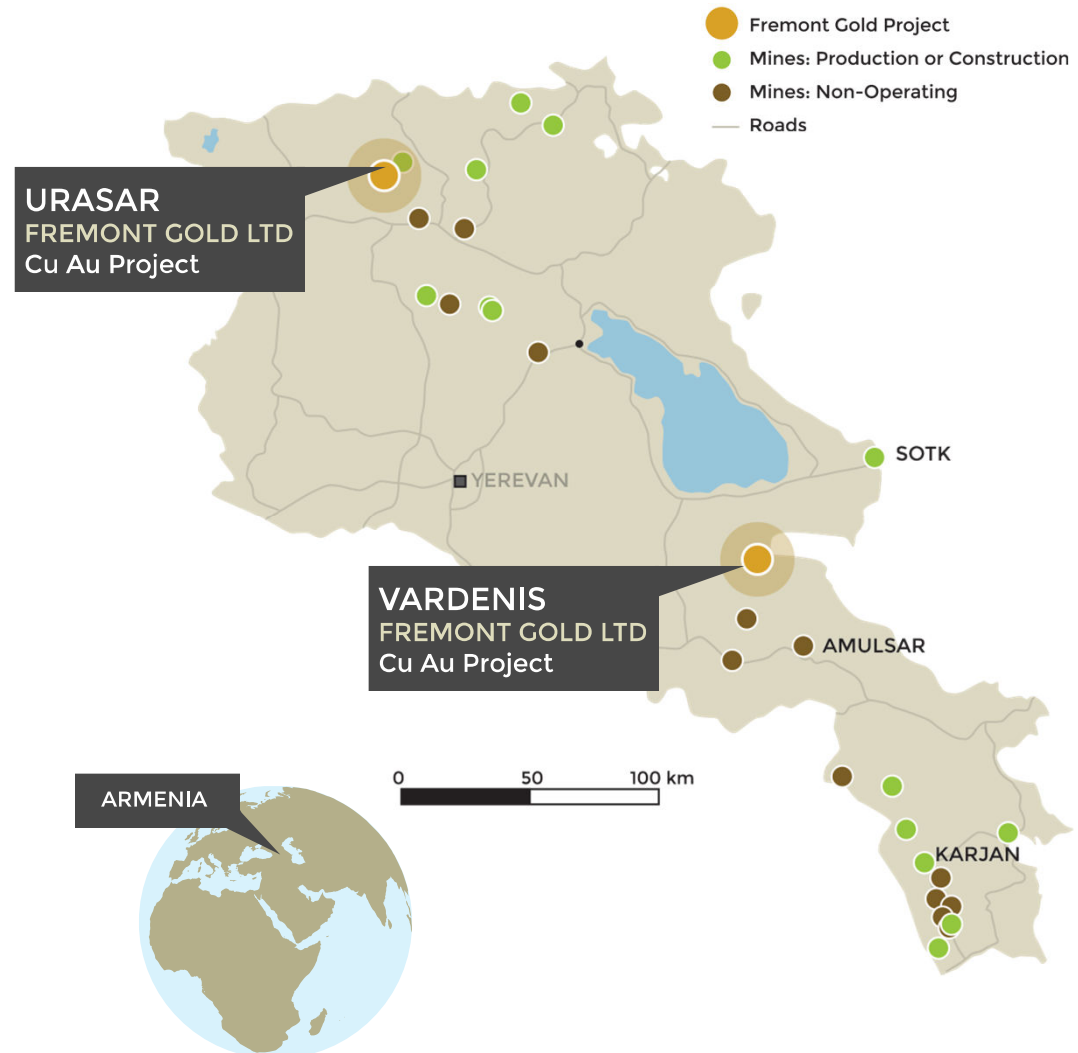 Fremont Gold Project
Mines: Production or Construction
Mines: Non-Operating
Roads
URASAR
FREMONT GOLD LTD
Cu Au Project
SOTK
YEREVAN
VARDENIS
FREMONT GOLD LTD
Cu Au Project
AMULSAR
0 50 100 km
ARMENIA
KARJAN